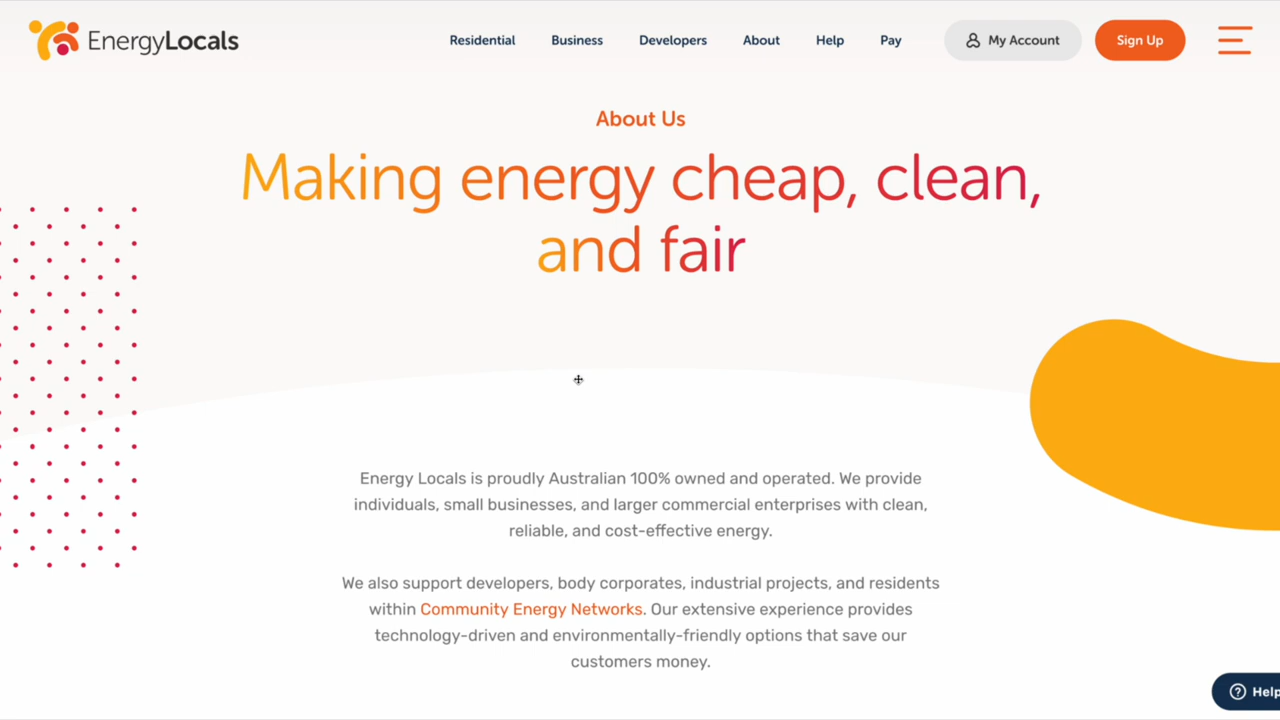 EnergyLocals
Residential
Business
Developers
About
Help
Pay
My Account
Sign Up
About Us
Making energy cheap, clean,
and fair
Energy Locals is proudly Australian 100% owned and operated. We provide
individuals, small businesses, and larger commercial enterprises with clean,
reliable, and cost-effective energy.
We also support developers, body corporates, industrial projects, and residents
within Community Energy Networks. Our extensive experience provides
technology-driven and environmentally-friendly options that save our
customers money.
Help